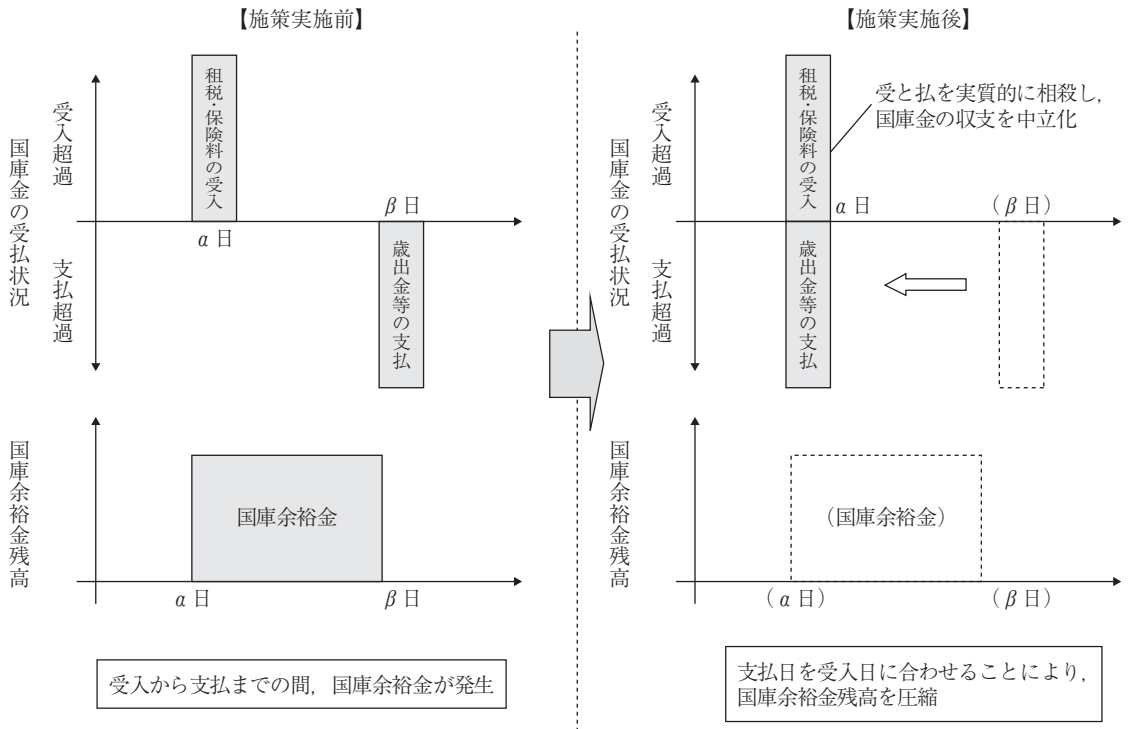 【施策実施前】
受入超過
支払超過
国庫金の受払状況
租税・保険料の受入
α日
β日
歳出金等の支払
国庫余裕金残高
国庫余裕金
α日
β日
受入から支払までの間，国庫余裕金が発生
【施策実施後】
受入超過
支払超過
国庫金の受払状況
租税・保険料の受入
受と払を実質的に相殺し，
国庫金の収支を中立化
α日
（β日）
歳出金等の支払
国庫余裕金残高
（国庫余裕金）
（α日）
（β日）
支払日を受入日に合わせることにより，
国庫余裕金残高を圧縮